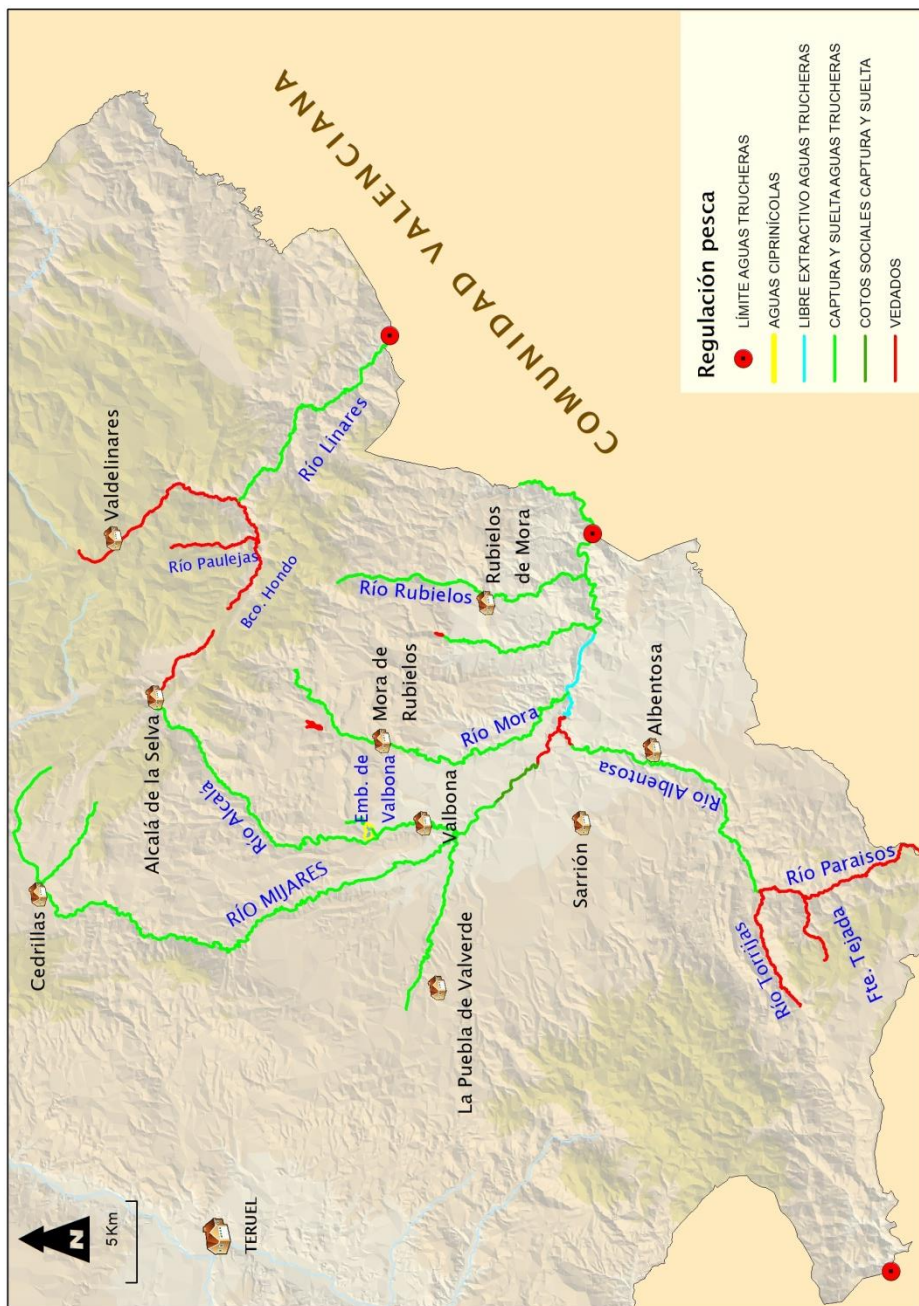 N
5 Km
TERUEL
Cedrillas
Alcalá de la Selva
Valdelinares
Río Paulejas
Bco. Hondo
Río Linares
Río Alcalá
RÍO MIJARES
Emb. de
Valbona
Mora de
Rubielos
Río Rubielos
Rubielos
de Mora
Río Mora
Valbona
La Puebla de Valverde
Sarrión
Albentosa
Río Albentosa
Río Torrijas
Río Paraisos
Fte. Tejada
COMUNIDAD VALENCIANA
Regulación pesca
LÍMITE AGUAS TRUCHERAS
AGUAS CIPRINÍCOLAS
LIBRE EXTRACTIVO AGUAS TRUCHERAS
CAPTURA Y SUELTA AGUAS TRUCHERAS
COTOS SOCIALES CAPTURA Y SUELTA
VEDADOS